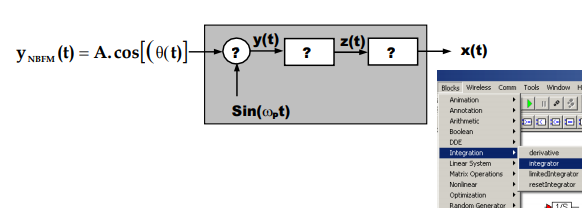 y NBFM (t) = A. cos[(θ(t)]
?
y(t)
?
z(t)
?
x(t)
Sin(ωpt)
Blocks Wireless Comm Tools Window H
Animation
Annotation
Arithmetic
Boolean
DDE
Integration
derivative
Linear System
integrator
Matrix Operations
limitedIntegrator
Nonlinear
resetIntegrator
Optimization
Random Generator
1/S